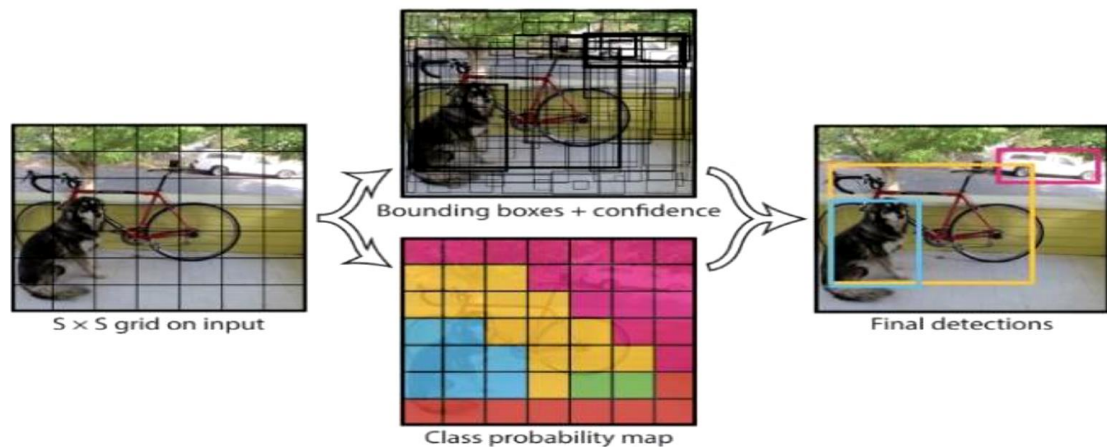 Bounding boxes + confidence
S × S grid on input
Final detections
Class probability map